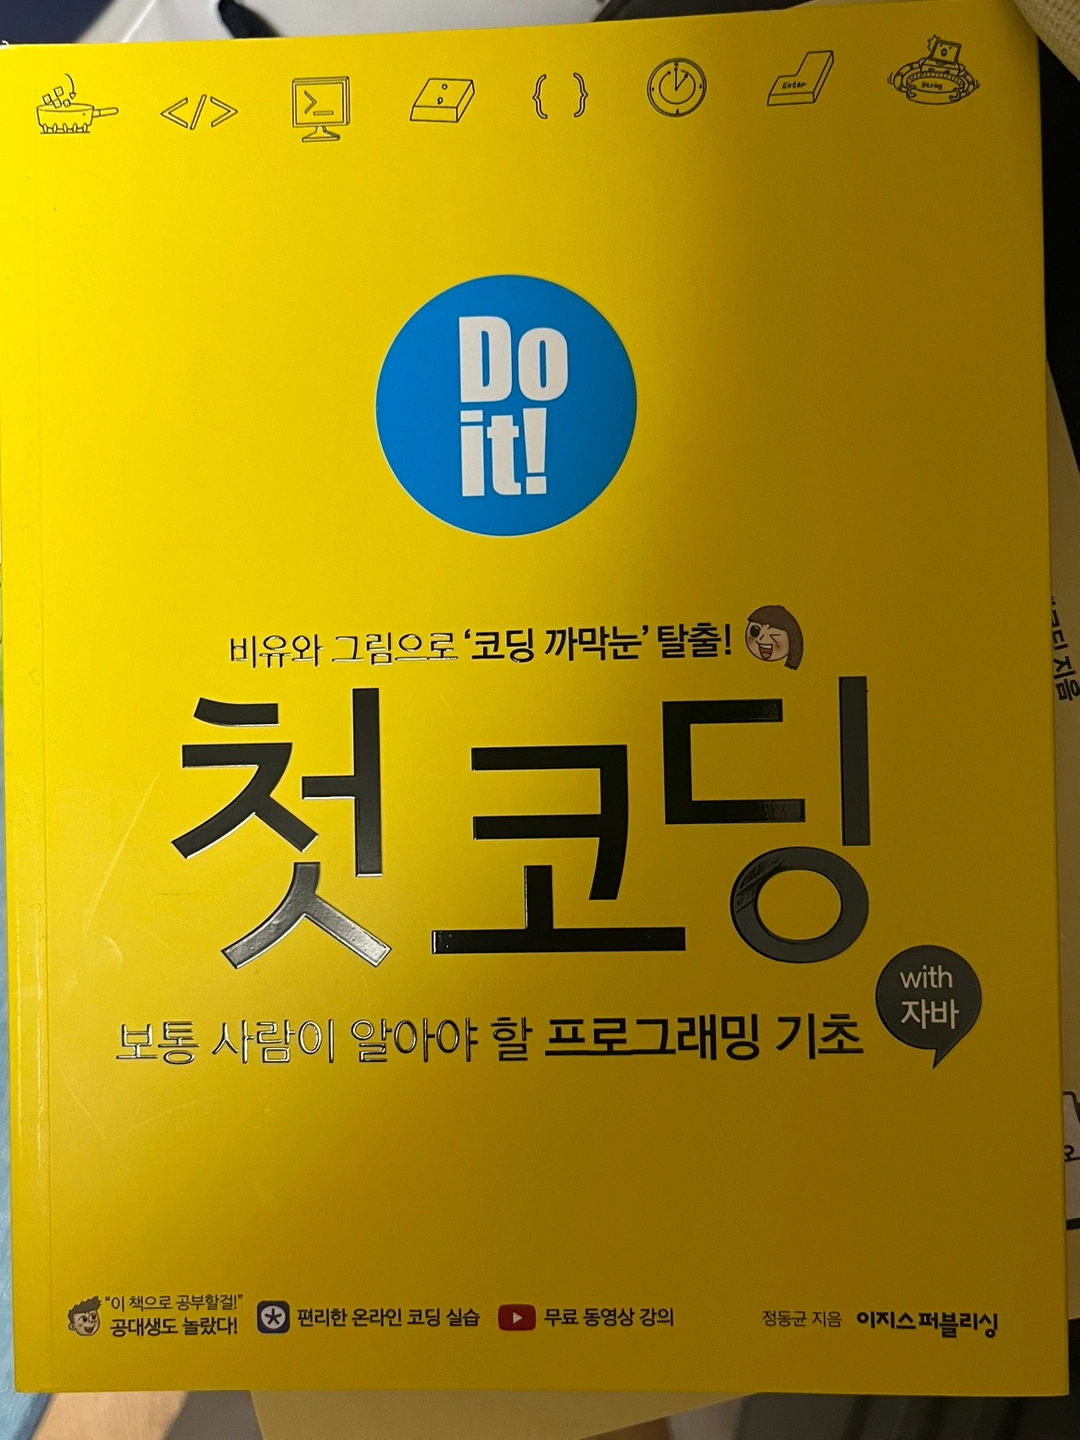 </>
>_
;
{ }
Enter
String
Do
it!
비유와 그림으로 ‘코딩 까막눈’ 탈출!
첫 코딩
with
자바
보통 사람이 알아야 할 프로그래밍 기초
“이 책으로 공부할걸!”
공대생도 놀랐다!
편리한 온라인 코딩 실습
무료 동영상 강의
정동균 지음
이지스 퍼블리싱
지음